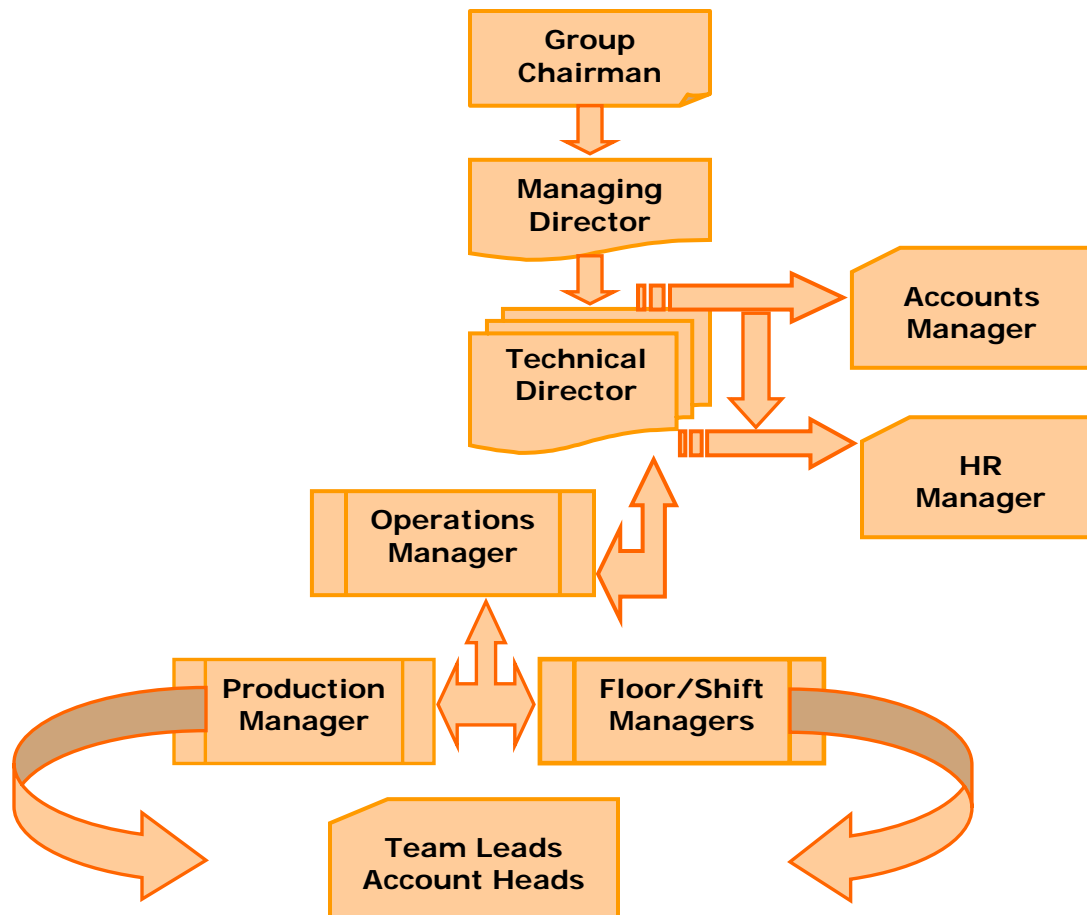 Group
Chairman
Managing
Director
Accounts
Manager
Technical
Director
HR
Manager
Operations
Manager
Production
Manager
Floor/Shift
Managers
Team Leads
Account Heads